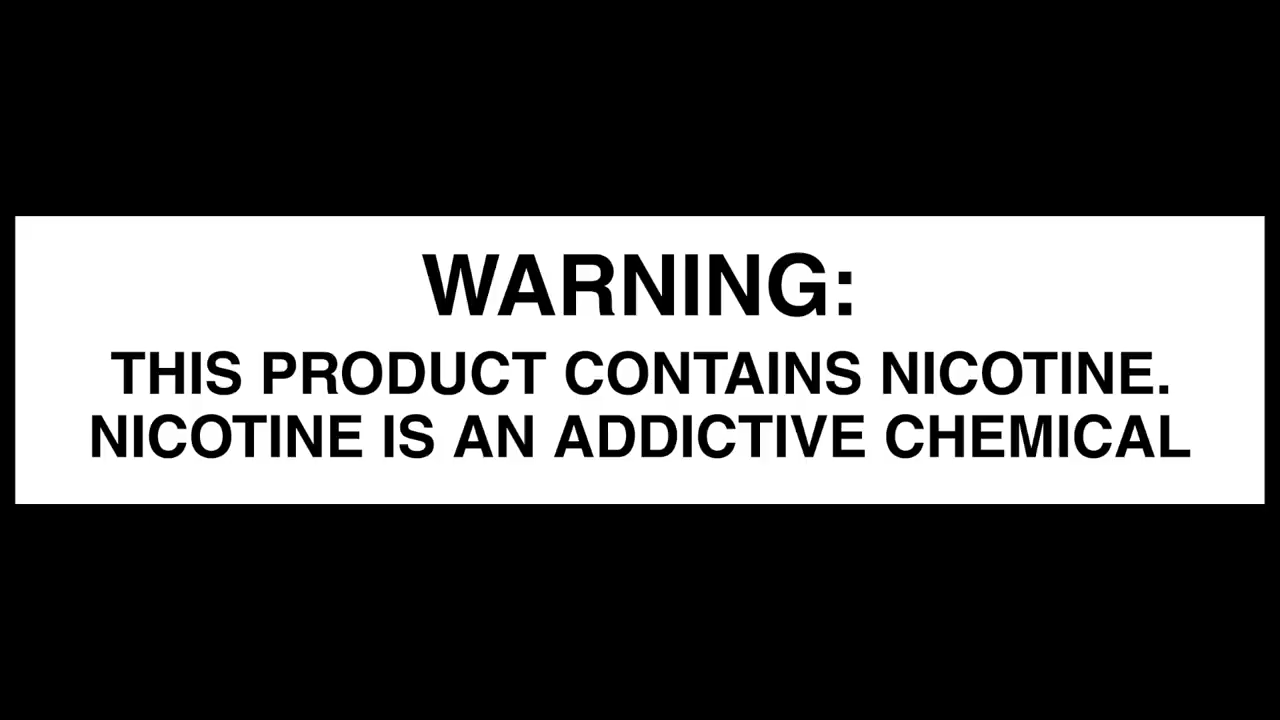 WARNING:
THIS PRODUCT CONTAINS NICOTINE.
NICOTINE IS AN ADDICTIVE CHEMICAL